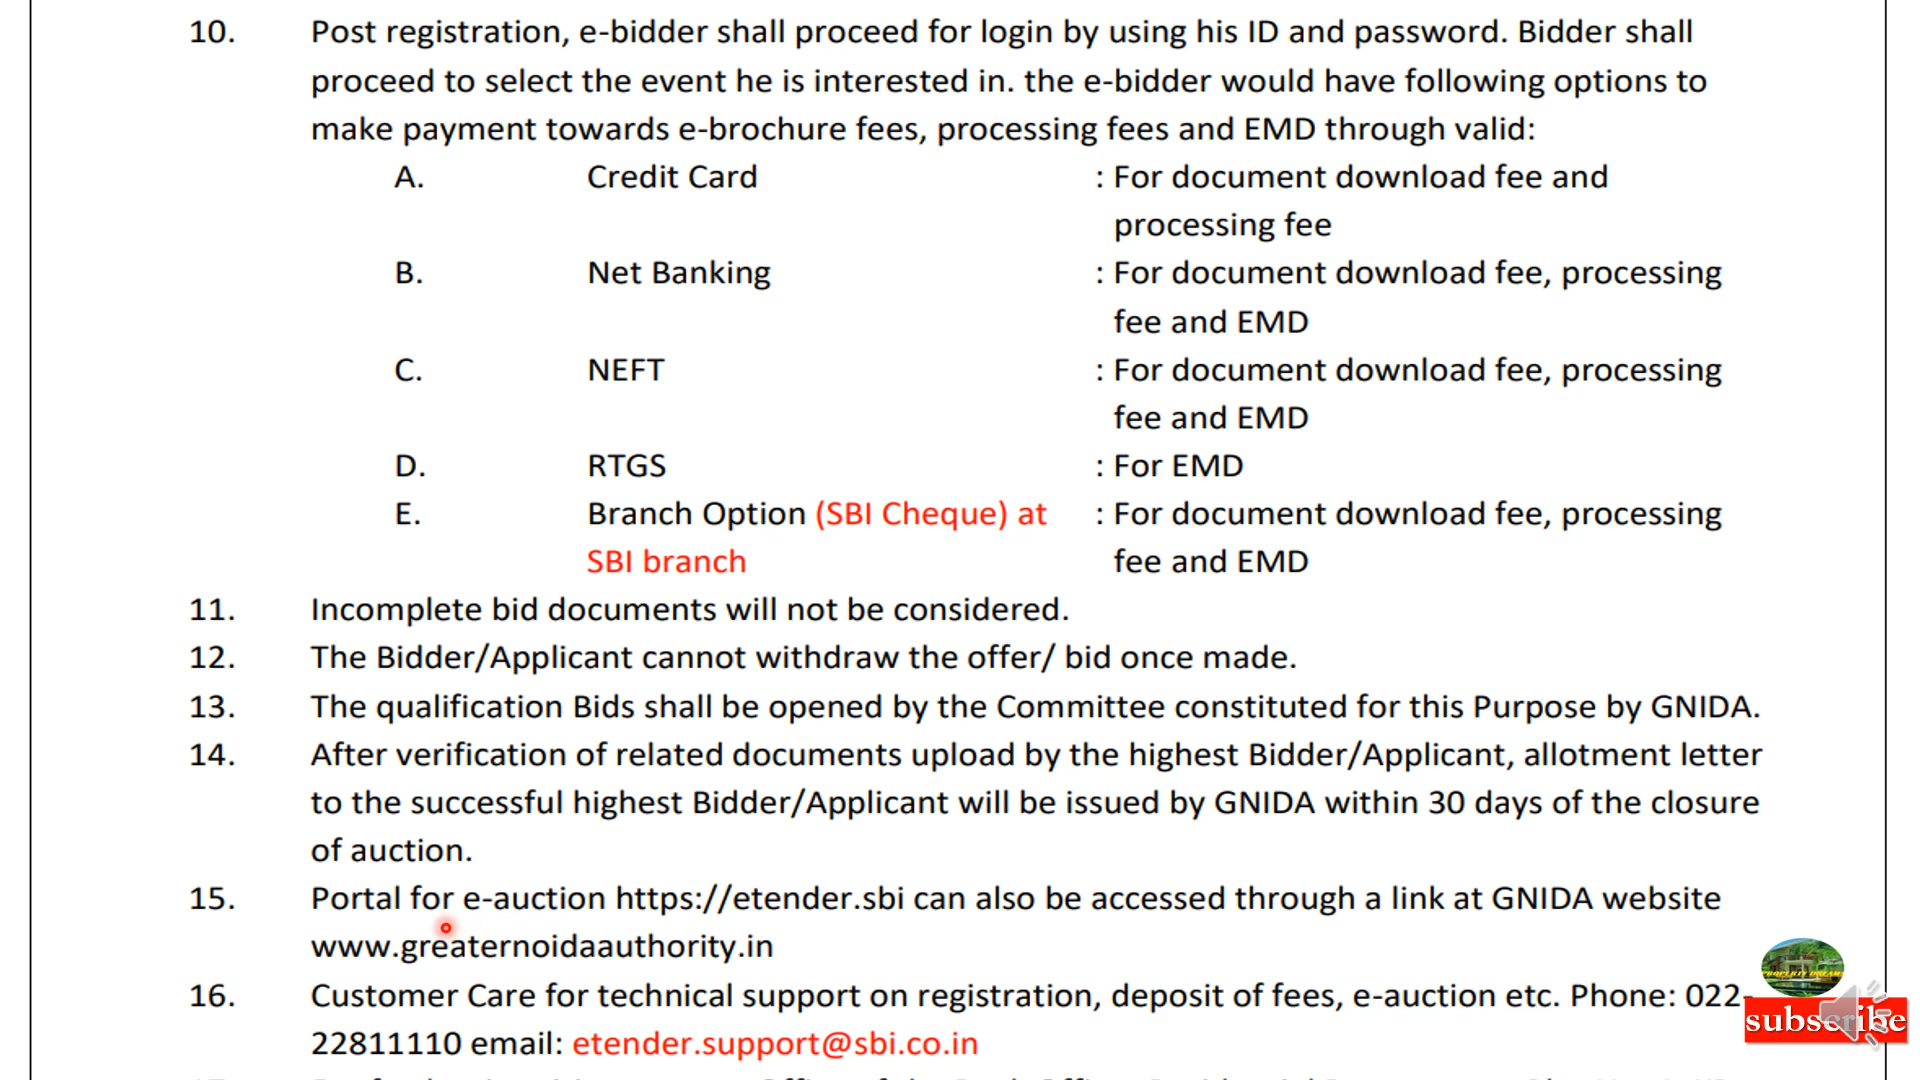 10. Post registration, e-bidder shall proceed for login by using his ID and password. Bidder shall
proceed to select the event he is interested in. the e-bidder would have following options to
make payment towards e-brochure fees, processing fees and EMD through valid:
A. Credit Card : For document download fee and
processing fee
B. Net Banking : For document download fee, processing
fee and EMD
C. NEFT : For document download fee, processing
fee and EMD
D. RTGS : For EMD
E. Branch Option (SBI Cheque) at : For document download fee, processing
SBI branch fee and EMD
11. Incomplete bid documents will not be considered.
12. The Bidder/Applicant cannot withdraw the offer/ bid once made.
13. The qualification Bids shall be opened by the Committee constituted for this Purpose by GNIDA.
14. After verification of related documents upload by the highest Bidder/Applicant, allotment letter
to the successful highest Bidder/Applicant will be issued by GNIDA within 30 days of the closure
of auction.
15. Portal for e-auction https://etender.sbi can also be accessed through a link at GNIDA website
www.greaternoidaauthority.in
16. Customer Care for technical support on registration, deposit of fees, e-auction etc. Phone: 022-
22811110 email: etender.support@sbi.co.in
subscribe